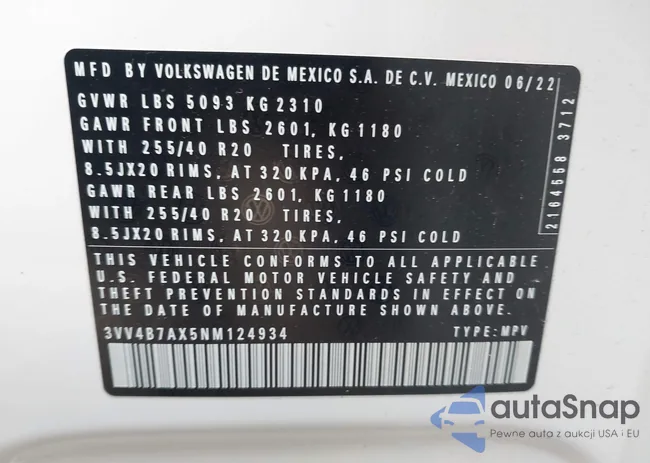 MFD BY VOLKSWAGEN DE MEXICO S.A. DE C.V. MEXICO 06/22
GVWR LBS 5093 KG 2310
GAWR FRONT LBS 2601, KG 1180
WITH 255/40 R20 TIRES,
8.5JX20 RIMS, AT 320 KPA, 46 PSI COLD
GAWR REAR LBS 2601, KG 1180
WITH 255/40 R20 TIRES,
8.5JX20 RIMS, AT 320 KPA, 46 PSI COLD
2164558 3712
THIS VEHICLE CONFORMS TO ALL APPLICABLE
U.S. FEDERAL MOTOR VEHICLE SAFETY AND
THEFT PREVENTION STANDARDS IN EFFECT ON
THE DATE OF MANUFACTURE SHOWN ABOVE.
3VV4B7AX5NM124934 TYPE: MPV
autaSnap
Pewne auta z aukcji USA i EU